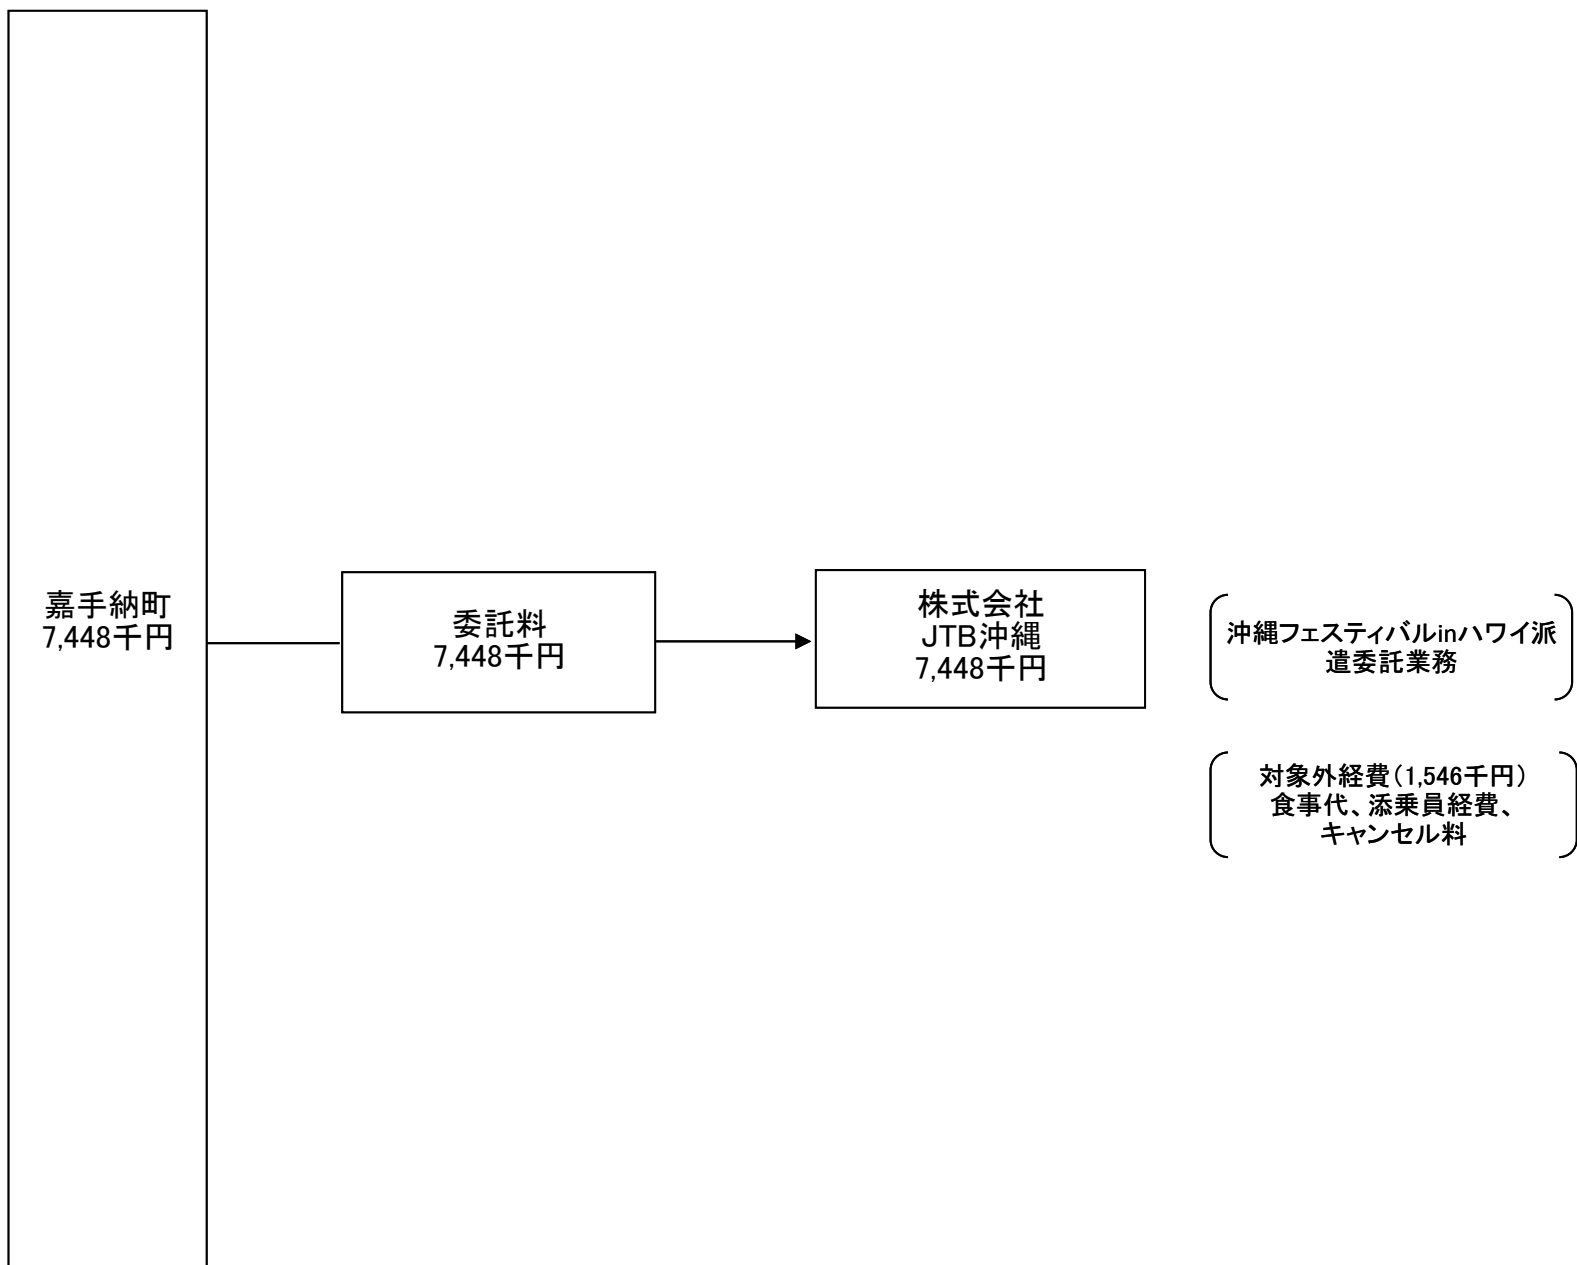 嘉手納町
7,448千円
委託料
7,448千円
株式会社
JTB沖縄
7,448千円
沖縄フェスティバルinハワイ派
遣委託業務
対象外経費(1,546千円)
食事代、添乗員経費、
キャンセル料